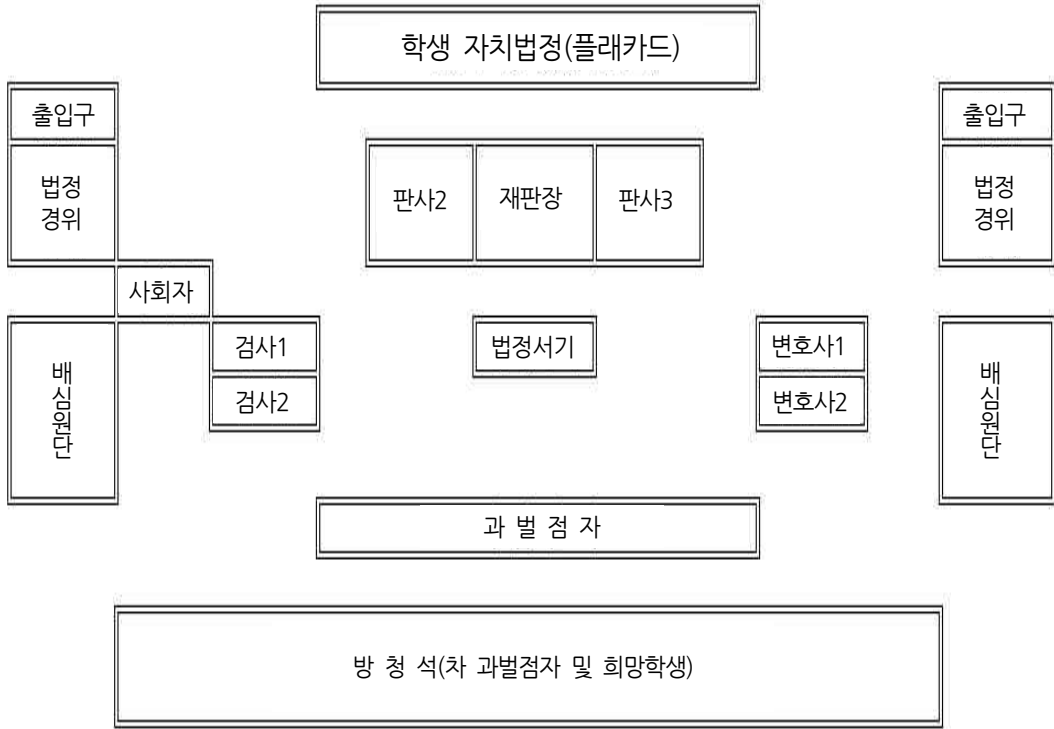 학생 자치법정(플래카드)
출입구
출입구
법정
경위
판사2
재판장
판사3
법정
경위
사회자
배심원단
검사1
법정서기
변호사1
배심원단
검사2
변호사2
과 벌 점 자
방 청 석(차 과벌점자 및 희망학생)